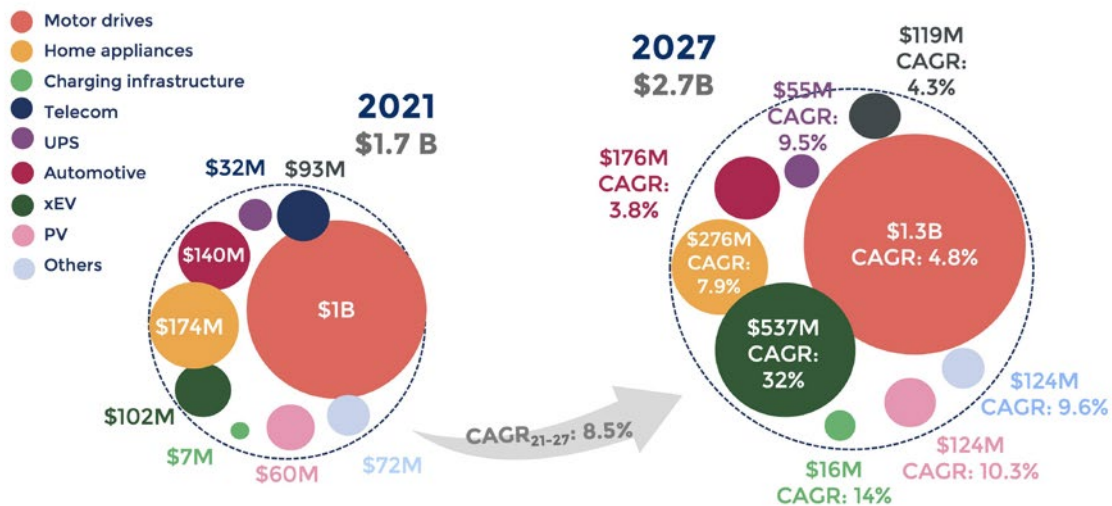 Motor drives
Home appliances
Charging infrastructure
Telecom
UPS
Automotive
xEV
PV
Others
2021
$1.7 B
$32M
$93M
$140M
$1B
$174M
$102M
$7M
$60M
$72M
CAGR21-27: 8.5%
2027
$2.7B
$119M
CAGR:
4.3%
$55M
CAGR:
9.5%
$176M
CAGR:
3.8%
$1.3B
CAGR: 4.8%
$276M
CAGR:
7.9%
$537M
CAGR:
32%
$124M
CAGR: 9.6%
$124M
CAGR: 10.3%
$16M
CAGR: 14%